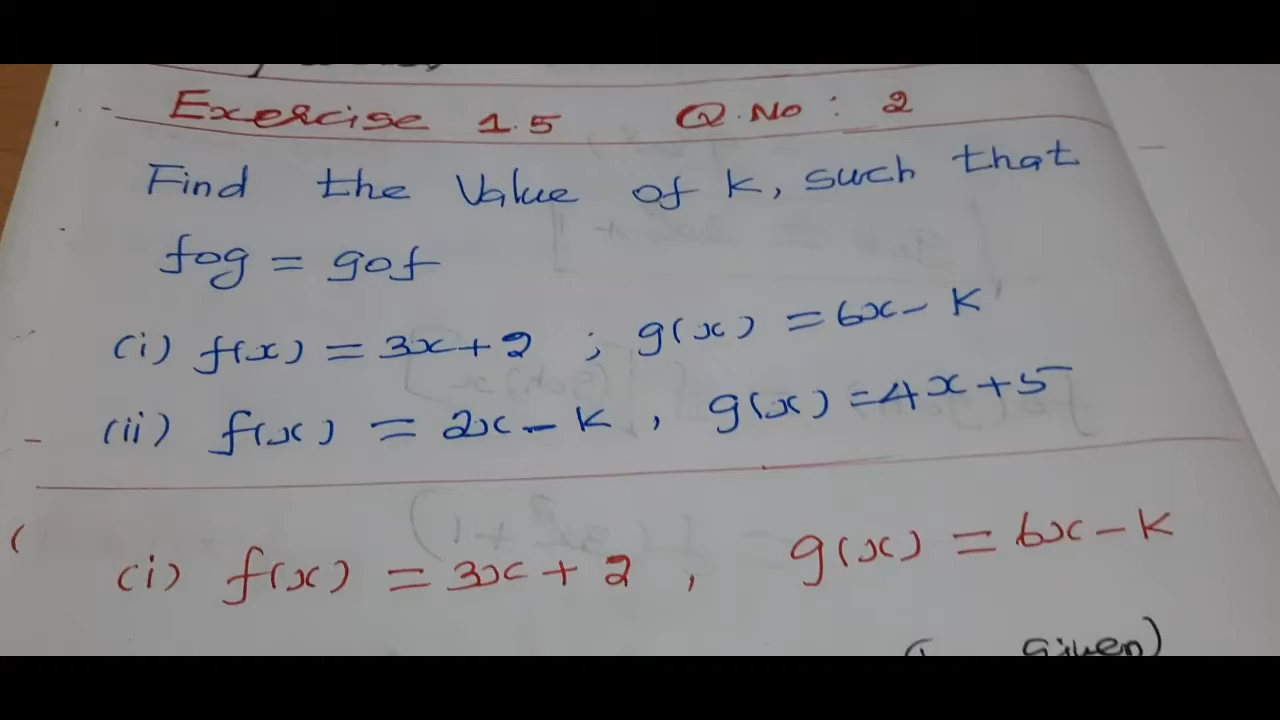 Exercise 1.5 Q.No : 2
Find the Value of k, such that
fog = gof
(i) f(x) = 3x + 2 ; g(x) = 6x - k
(ii) f(x) = 2x - k , g(x) = 4x + 5
(i) f(x) = 3x + 2 , g(x) = 6x - k
given)